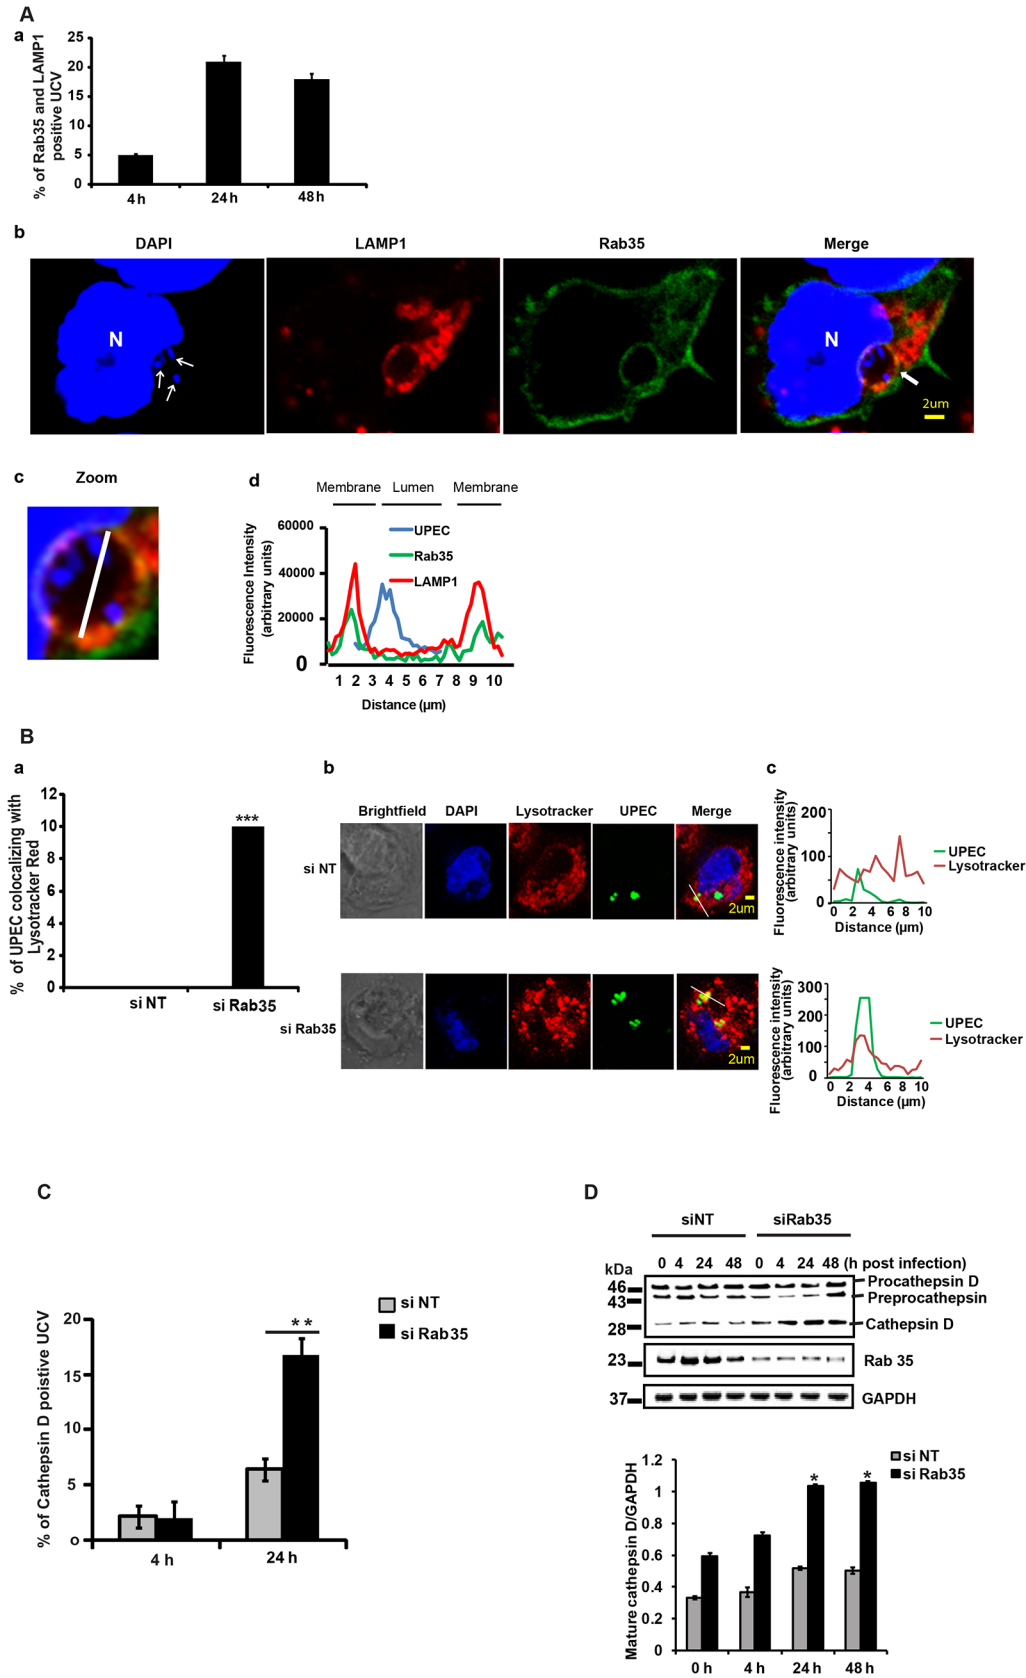 A
a
% of Rab35 and LAMP1
positive UCV
25
20
15
10
5
0
4h
24h
48h
b
DAPI
LAMP1
Rab35
Merge
N
N
2um
c
Zoom
d
Membrane
Lumen
Membrane
Fluorescence Intensity
(arbitrary units)
60000
40000
20000
0
UPEC
Rab35
LAMP1
1 2 3 4 5 6 7 8 9 10
Distance (µm)
B
a
% of UPEC colocalizing with
Lysotracker Red
12
10
8
6
4
2
0
***
si NT
si Rab35
b
Brightfield
DAPI
Lysotracker
UPEC
Merge
si NT
2um
si Rab35
2um
c
Fluorescence intensity
(arbitrary units)
200
100
0
UPEC
Lysotracker
0 2 4 6 8 10
Distance (µm)
Fluorescence intensity
(arbitrary units)
300
200
100
0
UPEC
Lysotracker
0 2 4 6 8 10
Distance (µm)
C
% of Cathepsin D poistive UCV
20
15
10
5
o
si NT
si Rab35
**
4 h
24 h
D
siNT
siRab35
0 4 24 48 0 4 24 48 (h post infection)
kDa
46
43
28
23
37
Procathepsin D
Preprocathepsin
Cathepsin D
Rab 35
GAPDH
Mature cathepsin D/GAPDH
1.2
1
0.8
0.6
0.4
0.2
0
si NT
si Rab35
*
*
0 h
4 h
24 h
48 h